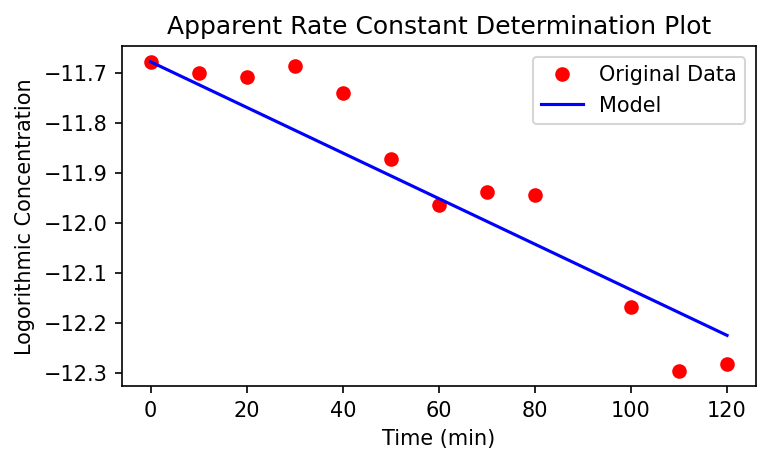 Apparent Rate Constant Determination Plot
Original Data
Model
Logorithmic Concentration
−11.7
−11.8
−11.9
−12.0
−12.1
−12.2
−12.3
0 20 40 60 80 100 120
Time (min)